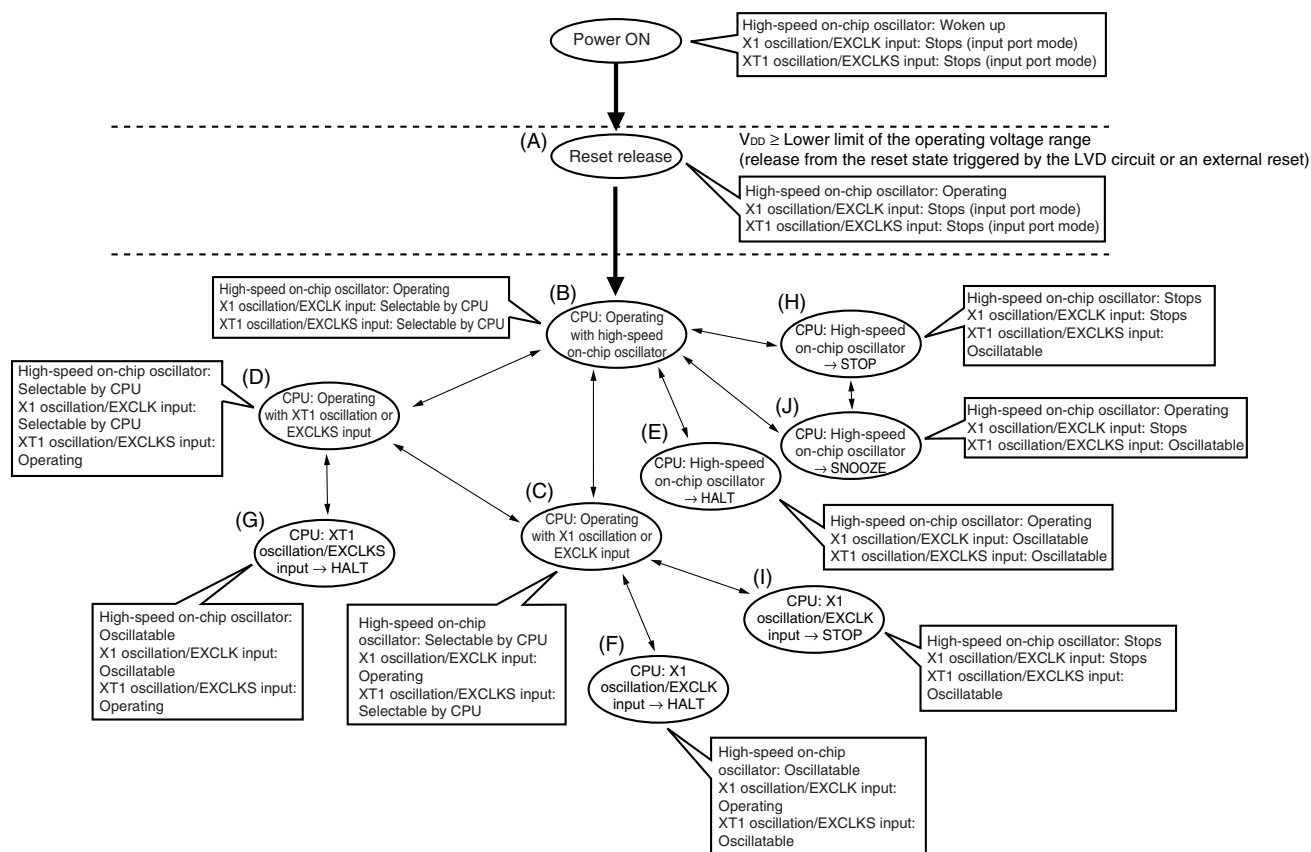 Power ON
High-speed on-chip oscillator: Woken up
X1 oscillation/EXCLK input: Stops (input port mode)
XT1 oscillation/EXCLKS input: Stops (input port mode)
(A)
Reset release
VDD ≥ Lower limit of the operating voltage range
(release from the reset state triggered by the LVD circuit or an external reset)
High-speed on-chip oscillator: Operating
X1 oscillation/EXCLK input: Stops (input port mode)
XT1 oscillation/EXCLKS input: Stops (input port mode)
High-speed on-chip oscillator: Operating
X1 oscillation/EXCLK input: Selectable by CPU
XT1 oscillation/EXCLKS input: Selectable by CPU
(B)
CPU: Operating
with high-speed
on-chip oscillator
(H)
CPU: High-speed
on-chip oscillator
→ STOP
High-speed on-chip oscillator: Stops
X1 oscillation/EXCLK input: Stops
XT1 oscillation/EXCLKS input:
Oscillatable
High-speed on-chip oscillator:
Selectable by CPU
X1 oscillation/EXCLK input:
Selectable by CPU
XT1 oscillation/EXCLKS input:
Operating
(D)
CPU: Operating
with XT1 oscillation or
EXCLKS input
(J)
CPU: High-speed
on-chip oscillator
→ SNOOZE
High-speed on-chip oscillator: Operating
X1 oscillation/EXCLK input: Stops
XT1 oscillation/EXCLKS input: Oscillatable
(E)
CPU: High-speed
on-chip oscillator
→ HALT
High-speed on-chip oscillator: Operating
X1 oscillation/EXCLK input: Oscillatable
XT1 oscillation/EXCLKS input: Oscillatable
(G)
CPU: XT1
oscillation/EXCLKS
input → HALT
(C)
CPU: Operating
with X1 oscillation or
EXCLK input
High-speed on-chip oscillator:
Oscillatable
X1 oscillation/EXCLK input:
Oscillatable
XT1 oscillation/EXCLKS input:
Operating
High-speed on-chip
oscillator: Selectable by CPU
X1 oscillation/EXCLK input:
Operating
XT1 oscillation/EXCLKS input:
Selectable by CPU
(I)
CPU: X1
oscillation/EXCLK
input → STOP
High-speed on-chip oscillator: Stops
X1 oscillation/EXCLK input: Stops
XT1 oscillation/EXCLKS input:
Oscillatable
(F)
CPU: X1
oscillation/EXCLK
input → HALT
High-speed on-chip
oscillator: Oscillatable
X1 oscillation/EXCLK input:
Operating
XT1 oscillation/EXCLKS input:
Oscillatable